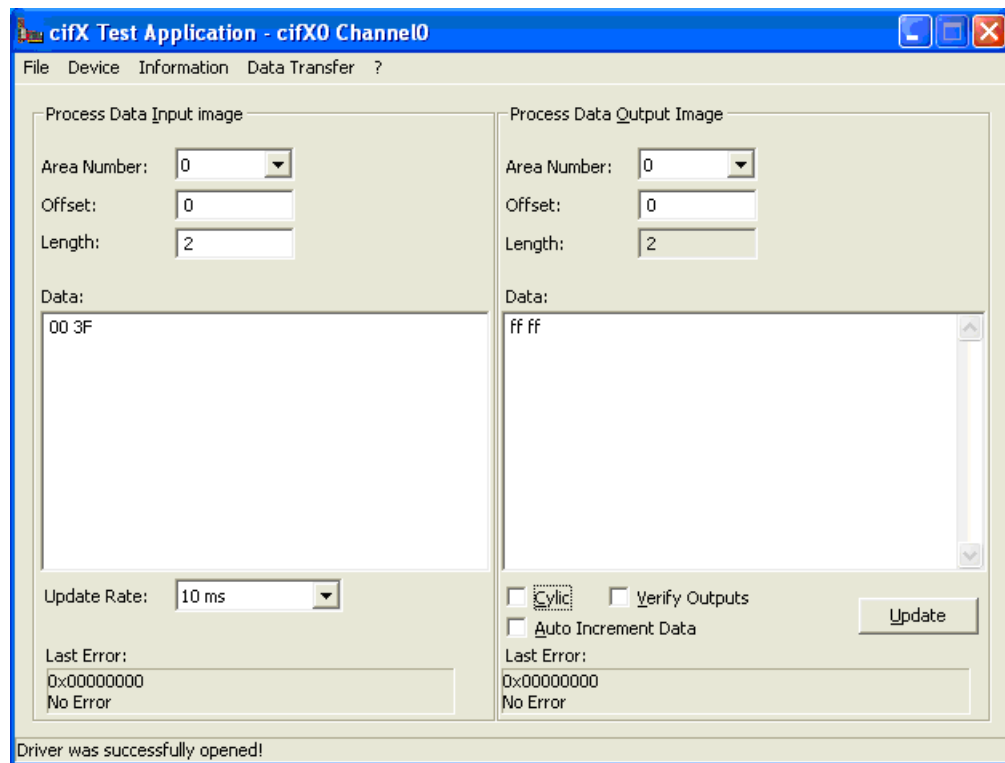 cifX Test Application - cifX0 Channel0
File Device Information Data Transfer ?
Process Data Input image
Area Number: 0
Offset: 0
Length: 2
Data:
00 3F
Update Rate: 10 ms
Last Error:
0x00000000
No Error
Process Data Output Image
Area Number: 0
Offset: 0
Length: 2
Data:
ff ff
Cylic Verify Outputs
Auto Increment Data
Update
Last Error:
0x00000000
No Error
Driver was successfully opened!